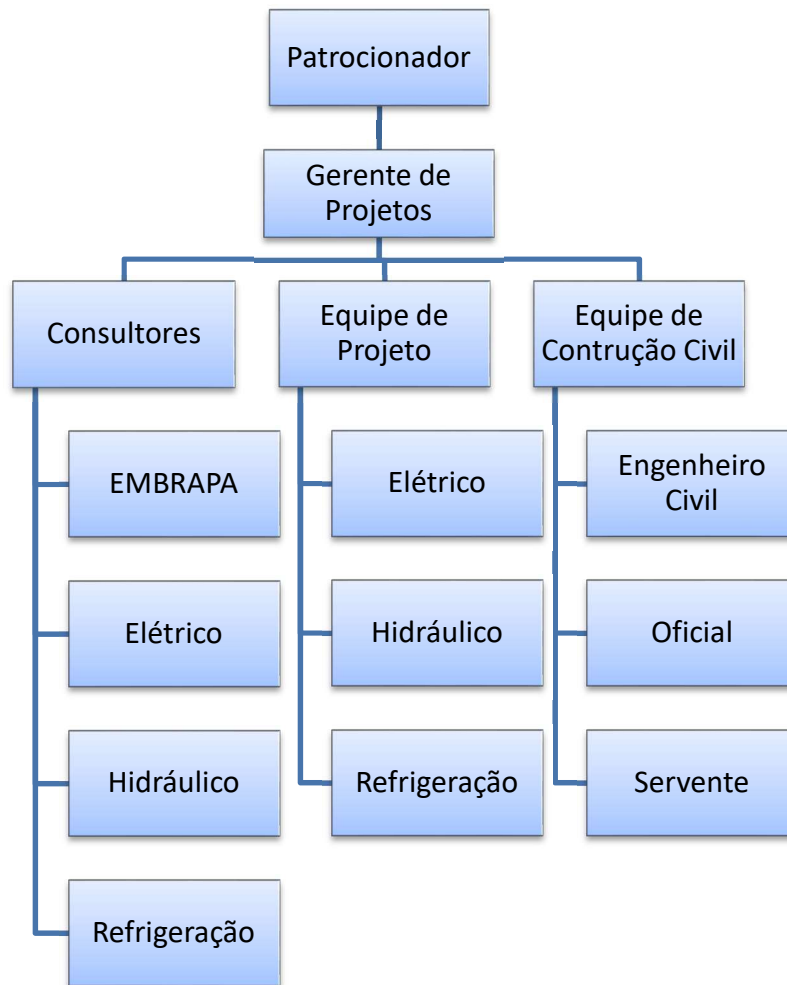 Patrocionador
Gerente de
Projetos
Consultores
Equipe de
Projeto
Equipe de
Contrução Civil
EMBRAPA
Elétrico
Engenheiro
Civil
Elétrico
Hidráulico
Oficial
Hidráulico
Refrigeração
Servente
Refrigeração